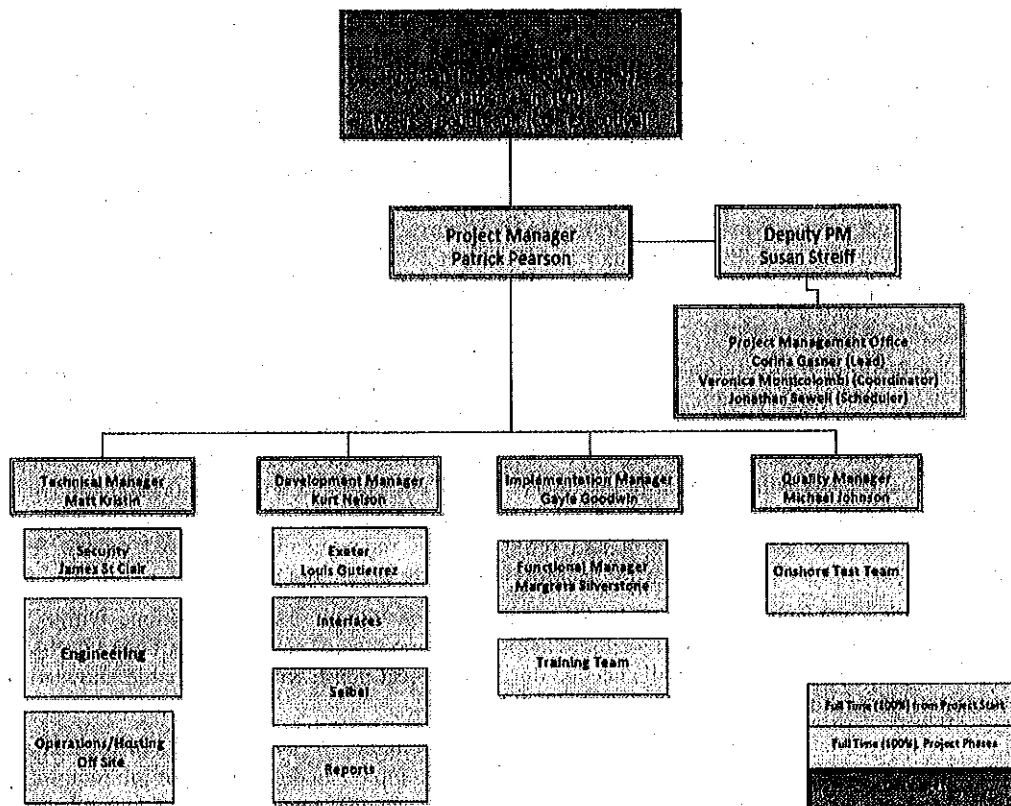 Project Manager
Patrick Pearson
Deputy PM
Susan Streiff
Project Management Office
Corina Gesner (Lead)
Veronica Monticolombi (Coordinator)
Jonathan Sewell (Scheduler)
Technical Manager
Matt Kristin
Development Manager
Kurt Nelson
Implementation Manager
Gayle Goodwin
Quality Manager
Michael Johnson
Security
James St Clair
Exeter
Louis Gutierrez
Functional Manager
Margreta Silverstone
Onshore Test Team
Engineering
Interfaces
Training Team
Seibel
Operations/Hosting
Off Site
Reports
Full Time (100%) from Project Start
Full Time (100%), Project Phases